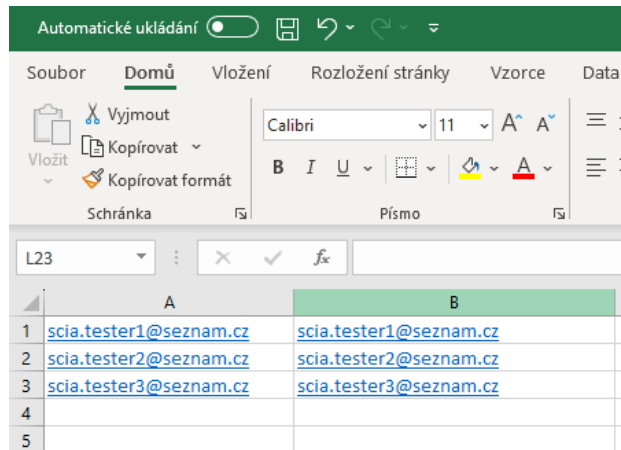 Automatické ukládání
Soubor Domů Vložení Rozložení stránky Vzorce Data
Vložit
Vyjmout
Kopírovat
Kopírovat formát
Schránka
Calibri 11 A A
B I U A
Písmo
L23 fx
A B
1 scia.tester1@seznam.cz scia.tester1@seznam.cz
2 scia.tester2@seznam.cz scia.tester2@seznam.cz
3 scia.tester3@seznam.cz scia.tester3@seznam.cz
4
5